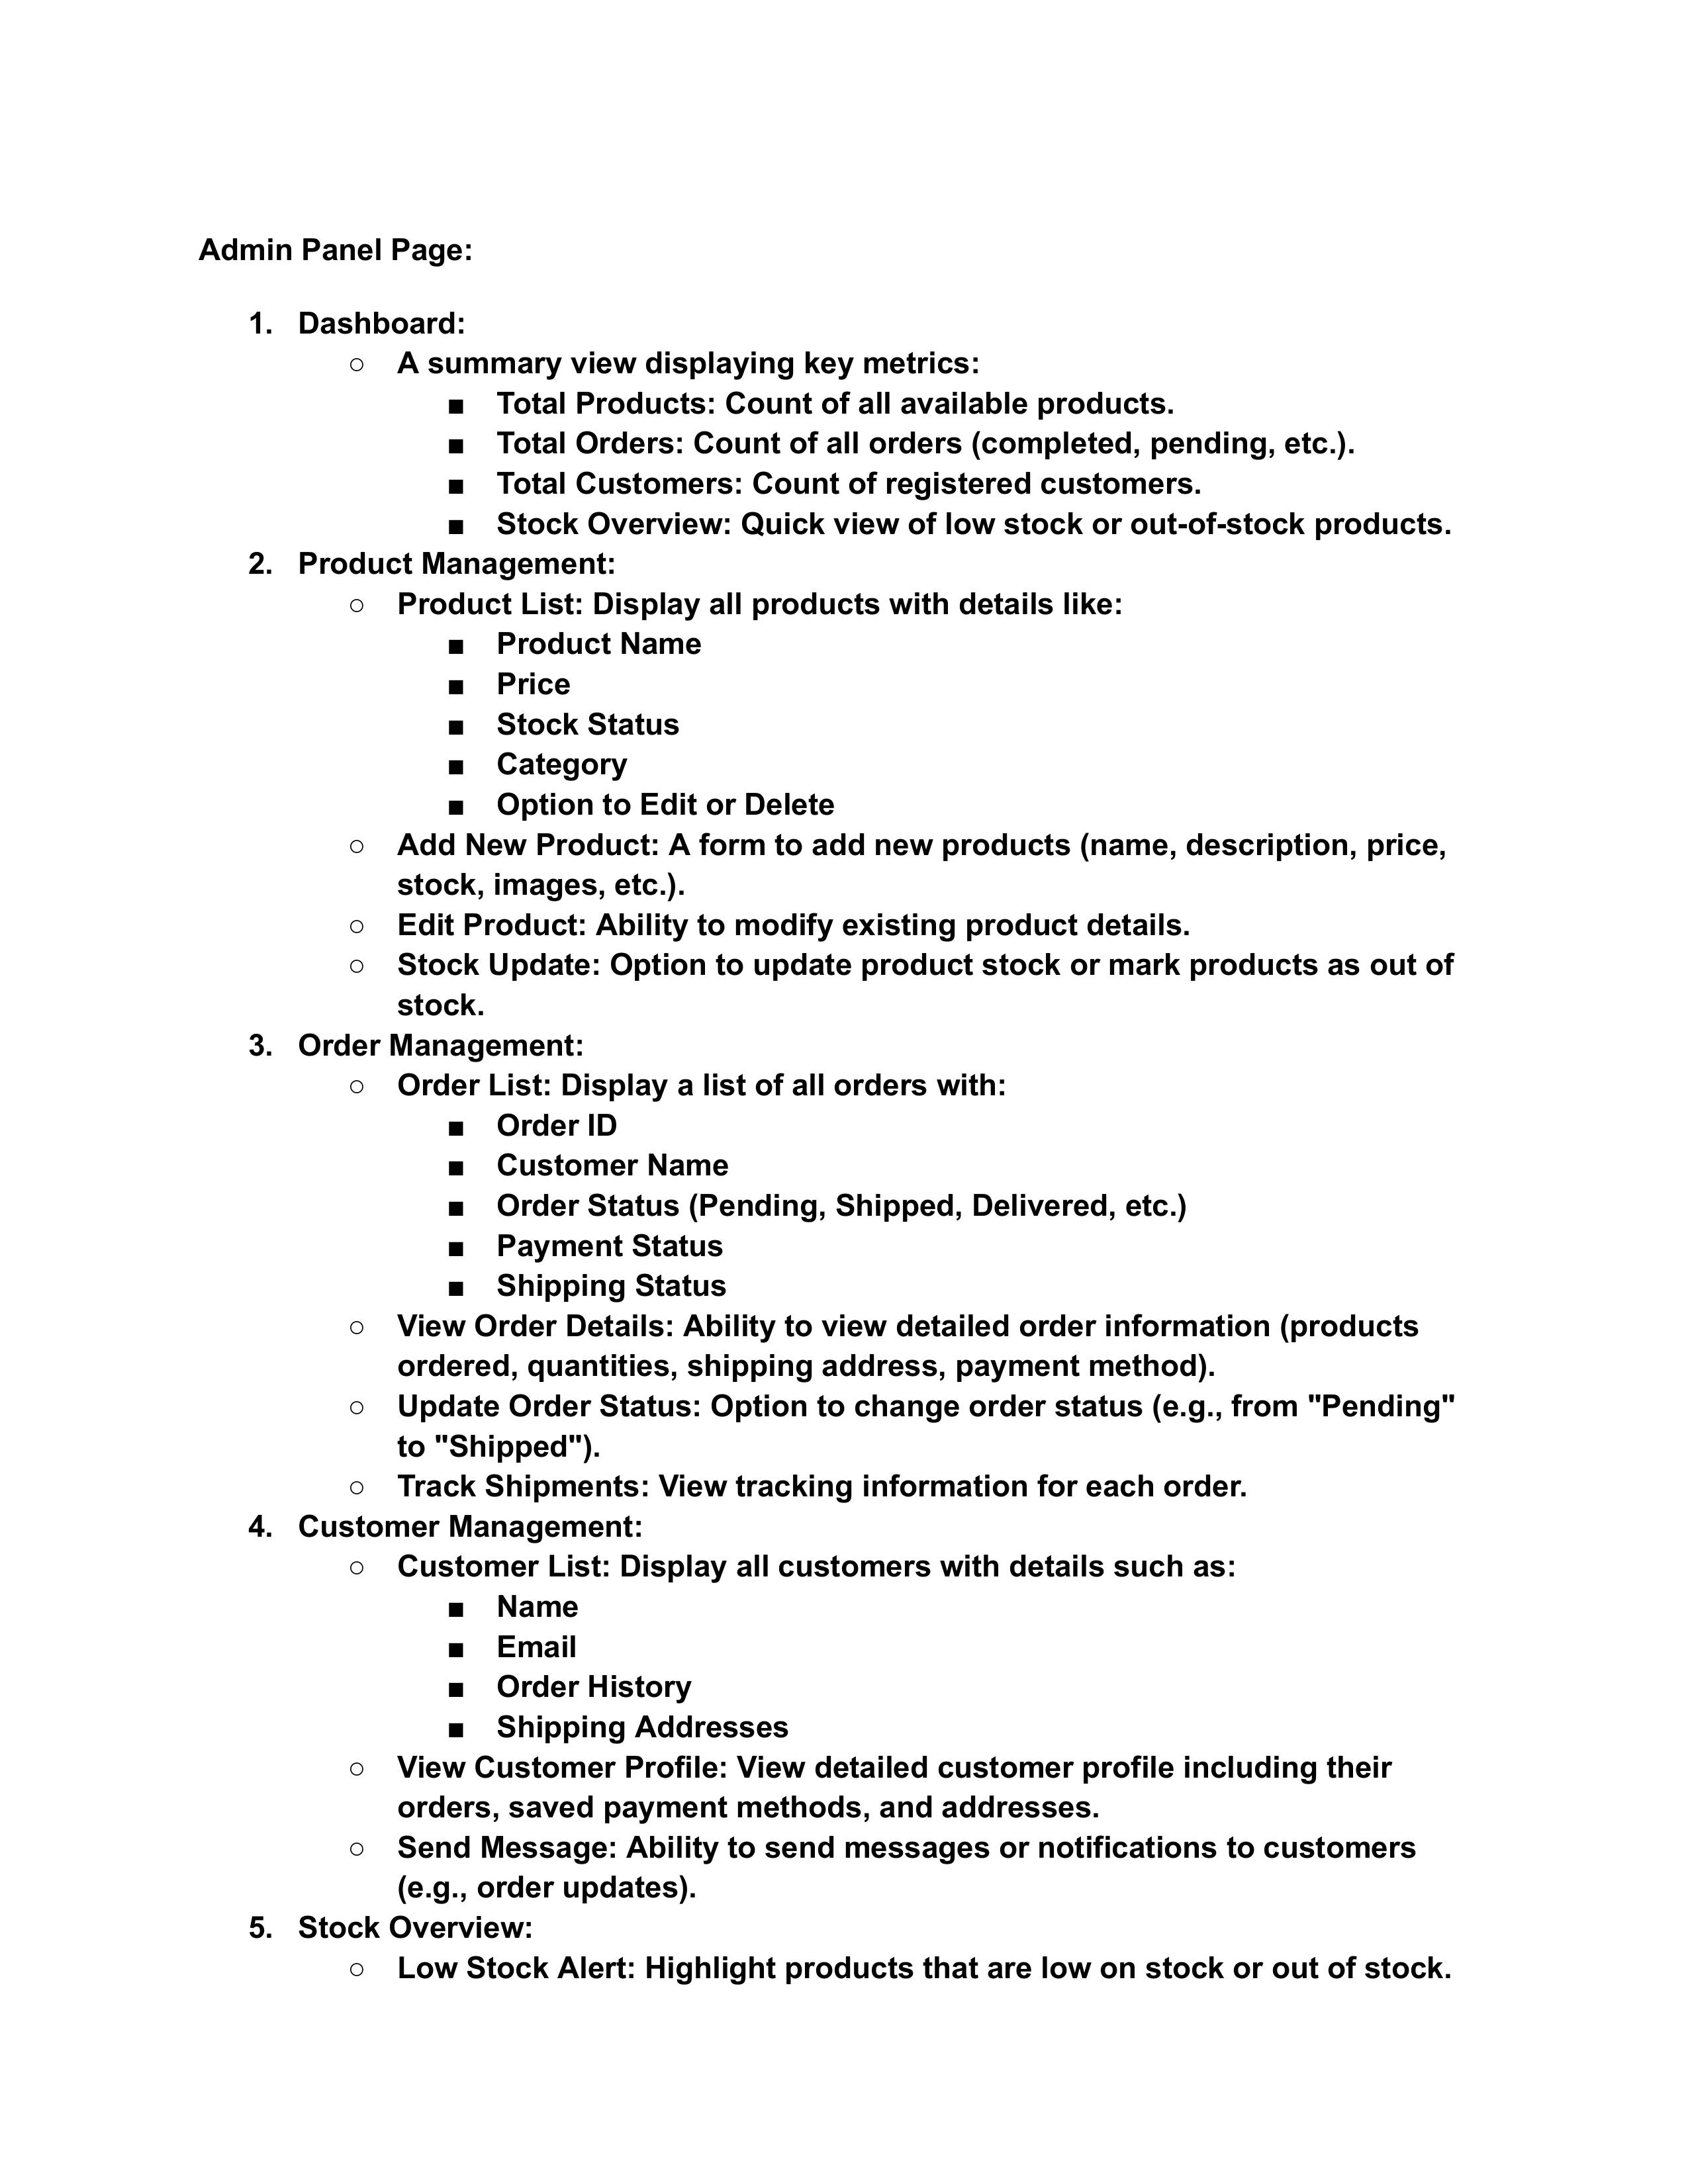 Admin Panel Page:
1. Dashboard:
○ A summary view displaying key metrics:
■ Total Products: Count of all available products.
■ Total Orders: Count of all orders (completed, pending, etc.).
■ Total Customers: Count of registered customers.
■ Stock Overview: Quick view of low stock or out-of-stock products.
2. Product Management:
○ Product List: Display all products with details like:
■ Product Name
■ Price
■ Stock Status
■ Category
■ Option to Edit or Delete
○ Add New Product: A form to add new products (name, description, price,
stock, images, etc.).
○ Edit Product: Ability to modify existing product details.
○ Stock Update: Option to update product stock or mark products as out of
stock.
3. Order Management:
○ Order List: Display a list of all orders with:
■ Order ID
■ Customer Name
■ Order Status (Pending, Shipped, Delivered, etc.)
■ Payment Status
■ Shipping Status
○ View Order Details: Ability to view detailed order information (products
ordered, quantities, shipping address, payment method).
○ Update Order Status: Option to change order status (e.g., from "Pending"
to "Shipped").
○ Track Shipments: View tracking information for each order.
4. Customer Management:
○ Customer List: Display all customers with details such as:
■ Name
■ Email
■ Order History
■ Shipping Addresses
○ View Customer Profile: View detailed customer profile including their
orders, saved payment methods, and addresses.
○ Send Message: Ability to send messages or notifications to customers
(e.g., order updates).
5. Stock Overview:
○ Low Stock Alert: Highlight products that are low on stock or out of stock.